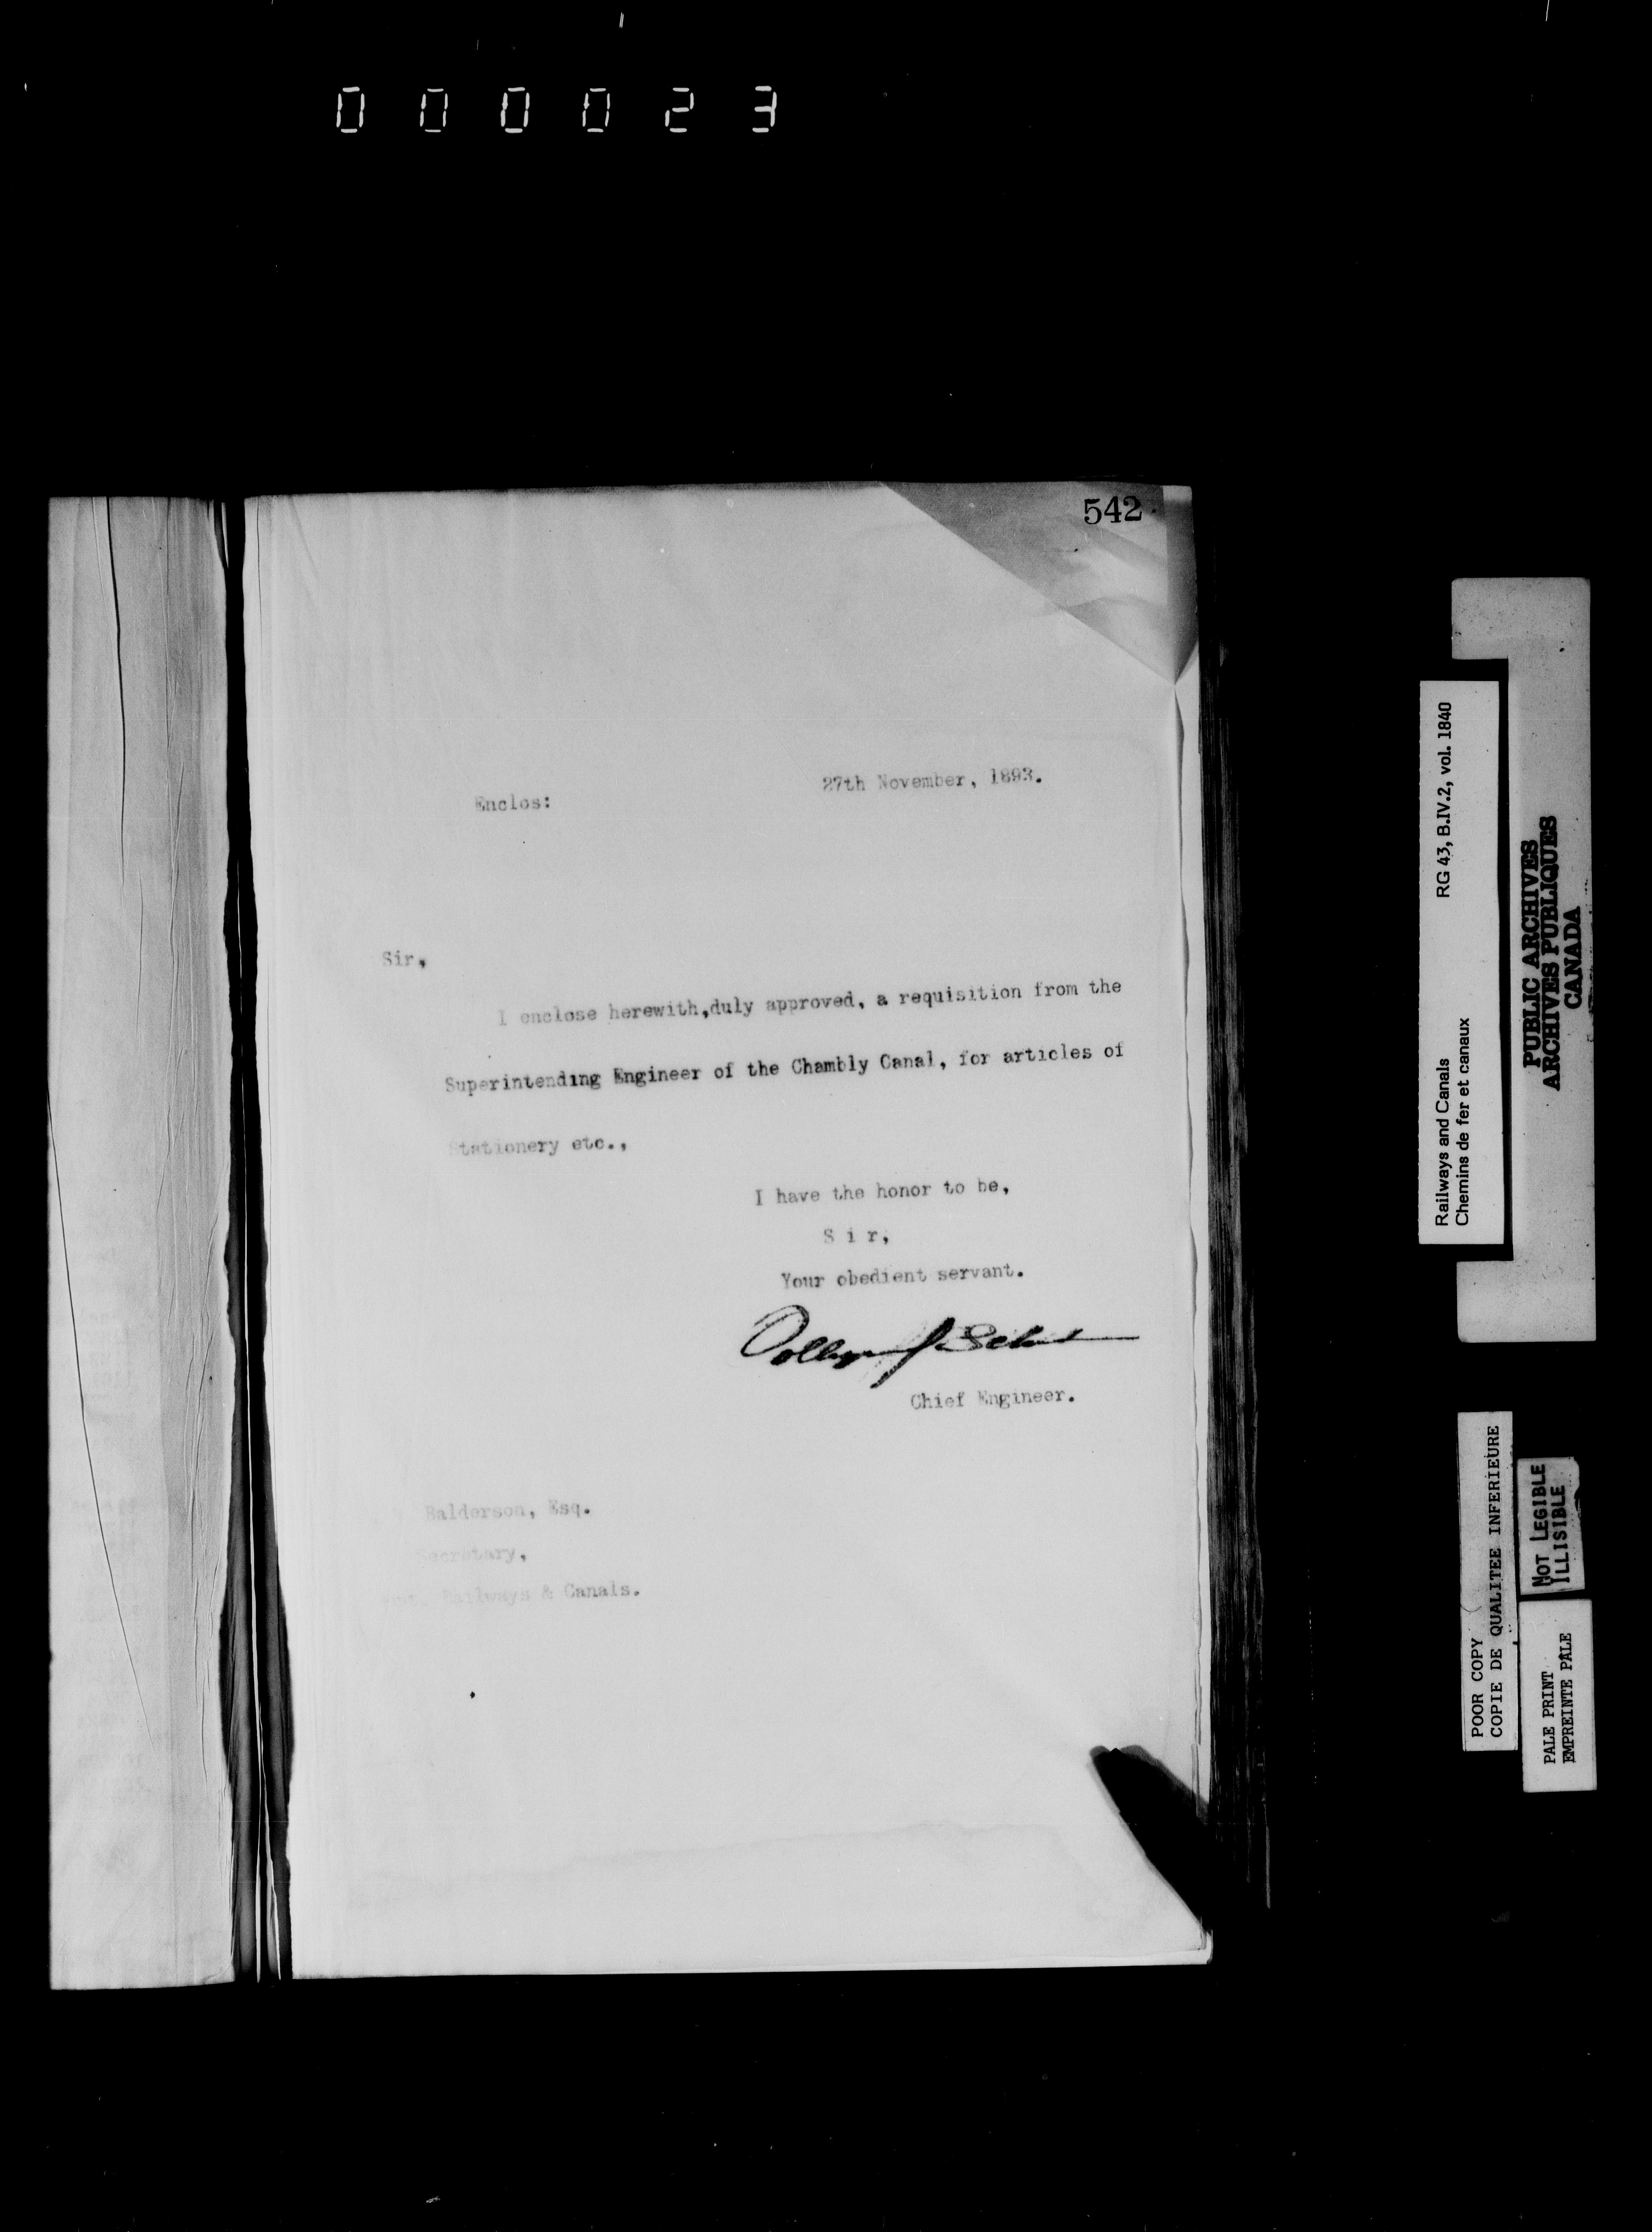 000023
542
27th November, 1893.
Enclos:
Sir,
I enclose herewith,duly approved, a requisition from the
Superintending Engineer of the Chambly Canal, for articles of
Stationery etc.,
I have the honor to be,
S i r,
Your obedient servant.
Chief Engineer.
Balderson, Esq.
Secretary,
Railways & Canals.
Railways and Canals RG 43, B.IV.2, vol. 1840
Chemins de fer et canaux
PUBLIC ARCHIVES
ARCHIVES PUBLIQUES
CANADA
POOR COPY
COPIE DE QUALITEE INFERIEURE
NOT LEGIBLE
ILLISIBLE
PALE PRINT
EMPREINTE PALE